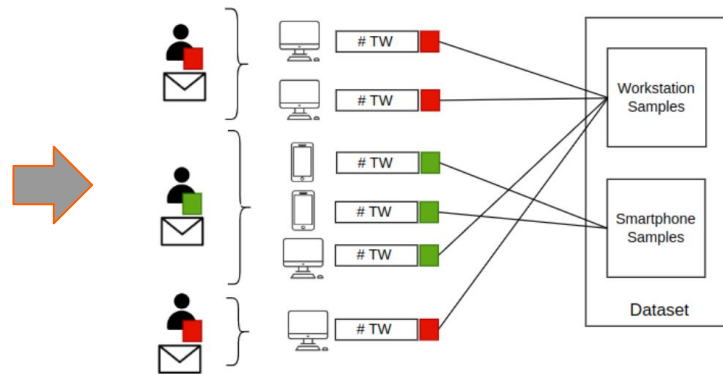 # TW
# TW
Workstation
Samples
# TW
# TW
Smartphone
Samples
# TW
Dataset
# TW